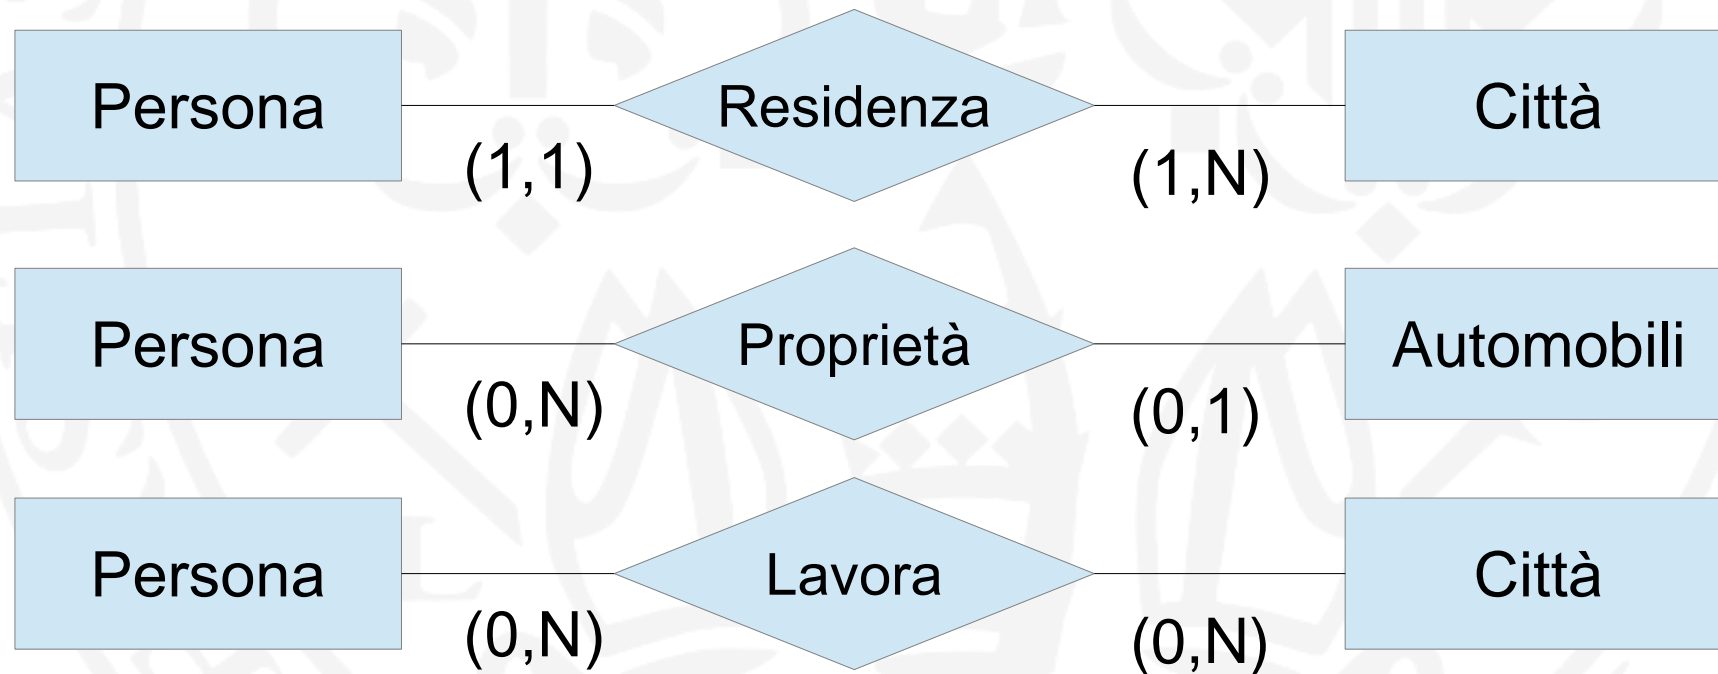 Persona
Residenza
Città
(1,1)
(1,N)
Persona
Proprietà
Automobili
(0,N)
(0,1)
Persona
Lavora
Città
(0,N)
(0,N)